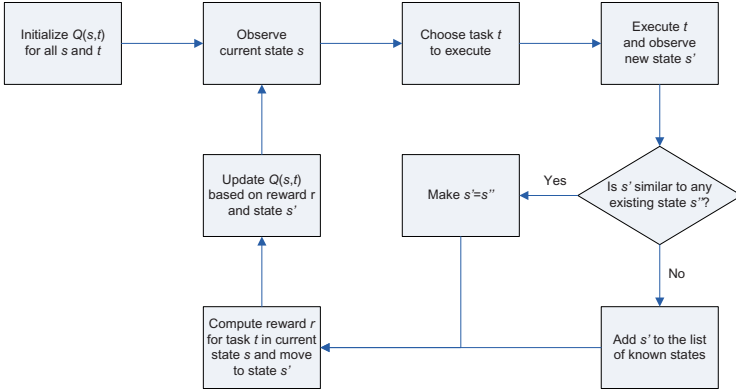 Initialize Q(s,t)
for all s and t
Observe
current state s
Choose task t
to execute
Execute t
and observe
new state s'
Update Q(s,t)
based on reward r
and state s'
Make s'=s''
Yes
Is s' similar to any
existing state s''?
No
Compute reward r
for task t in current
state s and move
to state s'
Add s' to the list
of known states